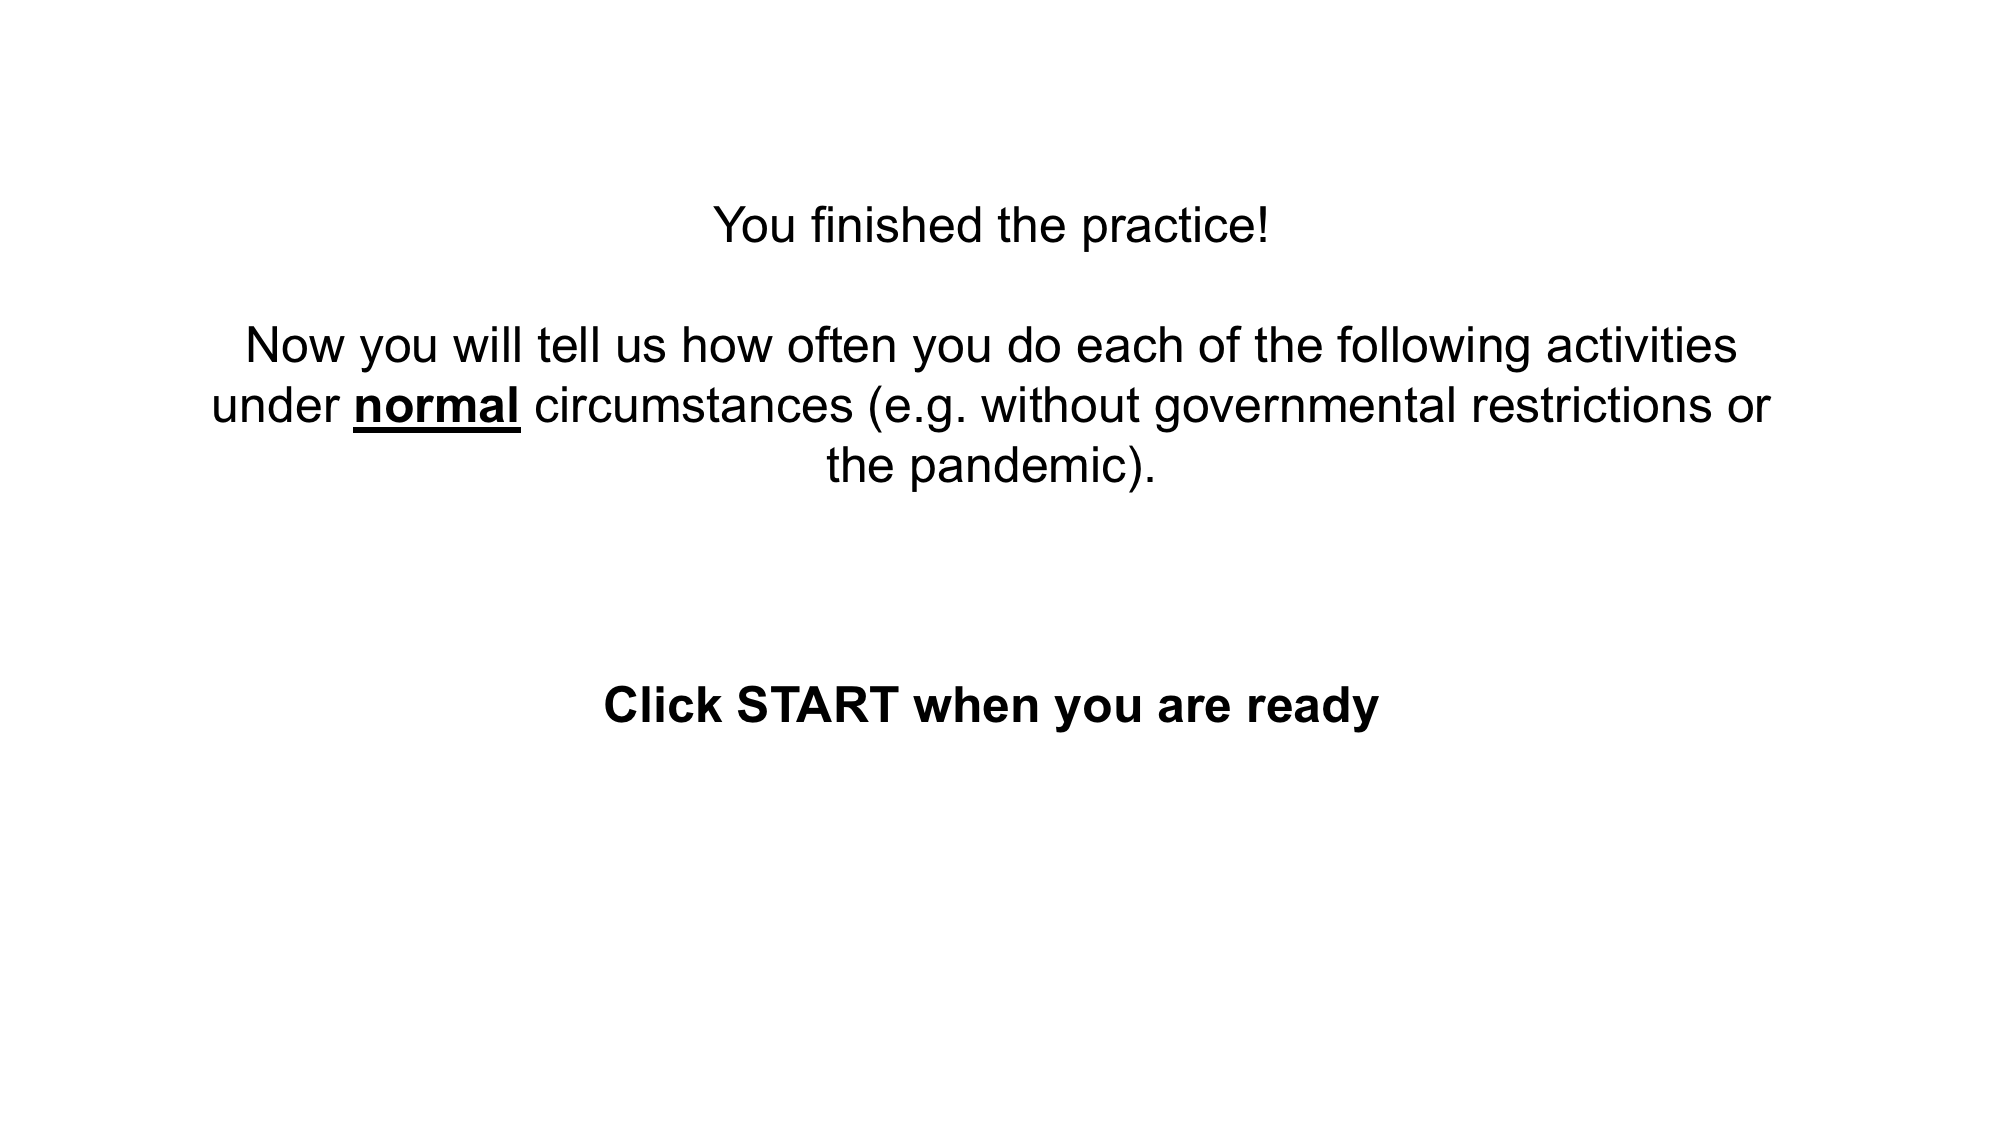 You finished the practice!
Now you will tell us how often you do each of the following activities
under normal circumstances (e.g. without governmental restrictions or
the pandemic).
Click START when you are ready